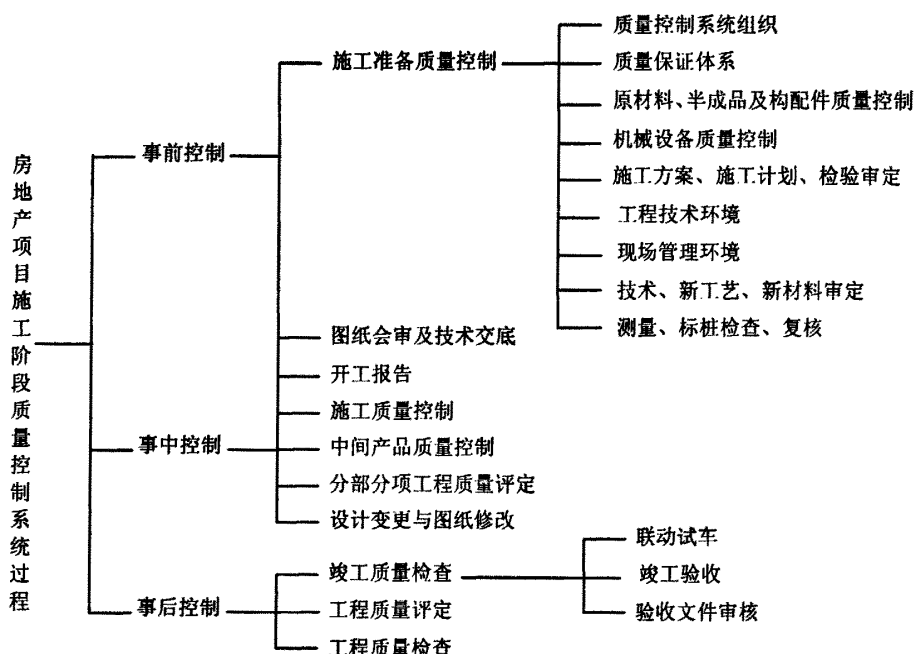 房地产项目施工阶段质量控制系统过程
事前控制
施工准备质量控制
质量控制系统组织
质量保证体系
原材料、半成品及构配件质量控制
机械设备质量控制
施工方案、施工计划、检验审定
工程技术环境
现场管理环境
技术、新工艺、新材料审定
测量、标桩检查、复核
图纸会审及技术交底
开工报告
事中控制
施工质量控制
中间产品质量控制
分部分项工程质量评定
设计变更与图纸修改
事后控制
竣工质量检查
联动试车
竣工验收
验收文件审核
工程质量评定
工程质量检查